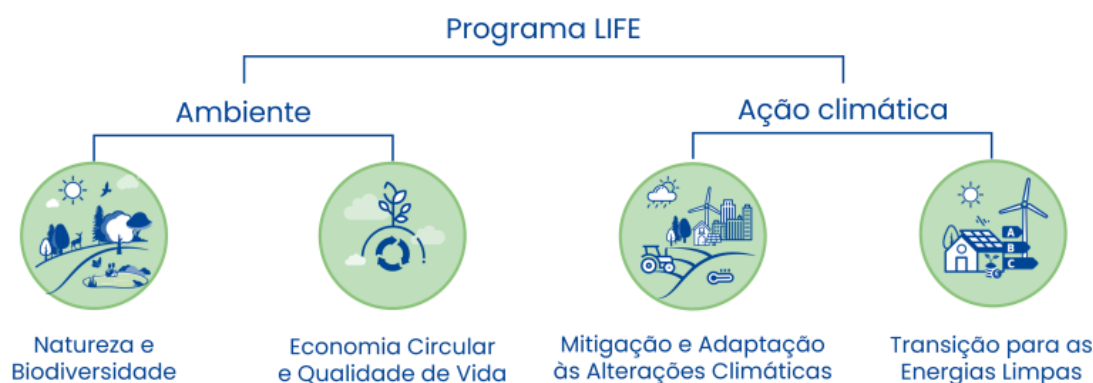 Programa LIFE
Ambiente
Ação climática
A
B
C
Natureza e
Biodiversidade
Economia Circular
e Qualidade de Vida
Mitigação e Adaptação
às Alterações Climáticas
Transição para as
Energias Limpas